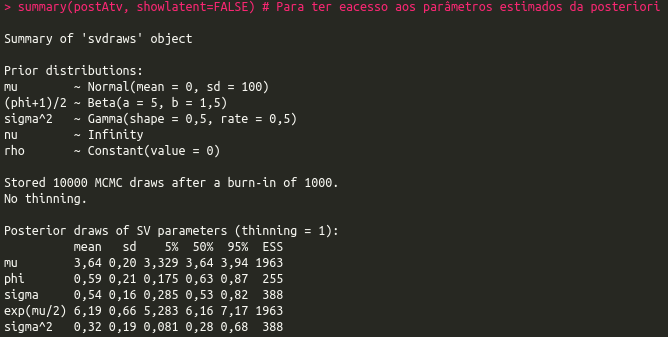 > summary(postAtv, showlatent=FALSE) # Para ter eacesso aos parâmetros estimados da posteriori
Summary of 'svdraws' object
Prior distributions:
mu        ~ Normal(mean = 0, sd = 100)
(phi+1)/2 ~ Beta(a = 5, b = 1,5)
sigma^2   ~ Gamma(shape = 0,5, rate = 0,5)
nu        ~ Infinity
rho       ~ Constant(value = 0)
Stored 10000 MCMC draws after a burn-in of 1000.
No thinning.
Posterior draws of SV parameters (thinning = 1):
          mean   sd    5%  50%  95%  ESS
mu        3,64 0,20 3,329 3,64 3,94 1963
phi       0,59 0,21 0,175 0,63 0,87  255
sigma     0,54 0,16 0,285 0,53 0,82  388
exp(mu/2) 6,19 0,66 5,283 6,16 7,17 1963
sigma^2   0,32 0,19 0,081 0,28 0,68  388